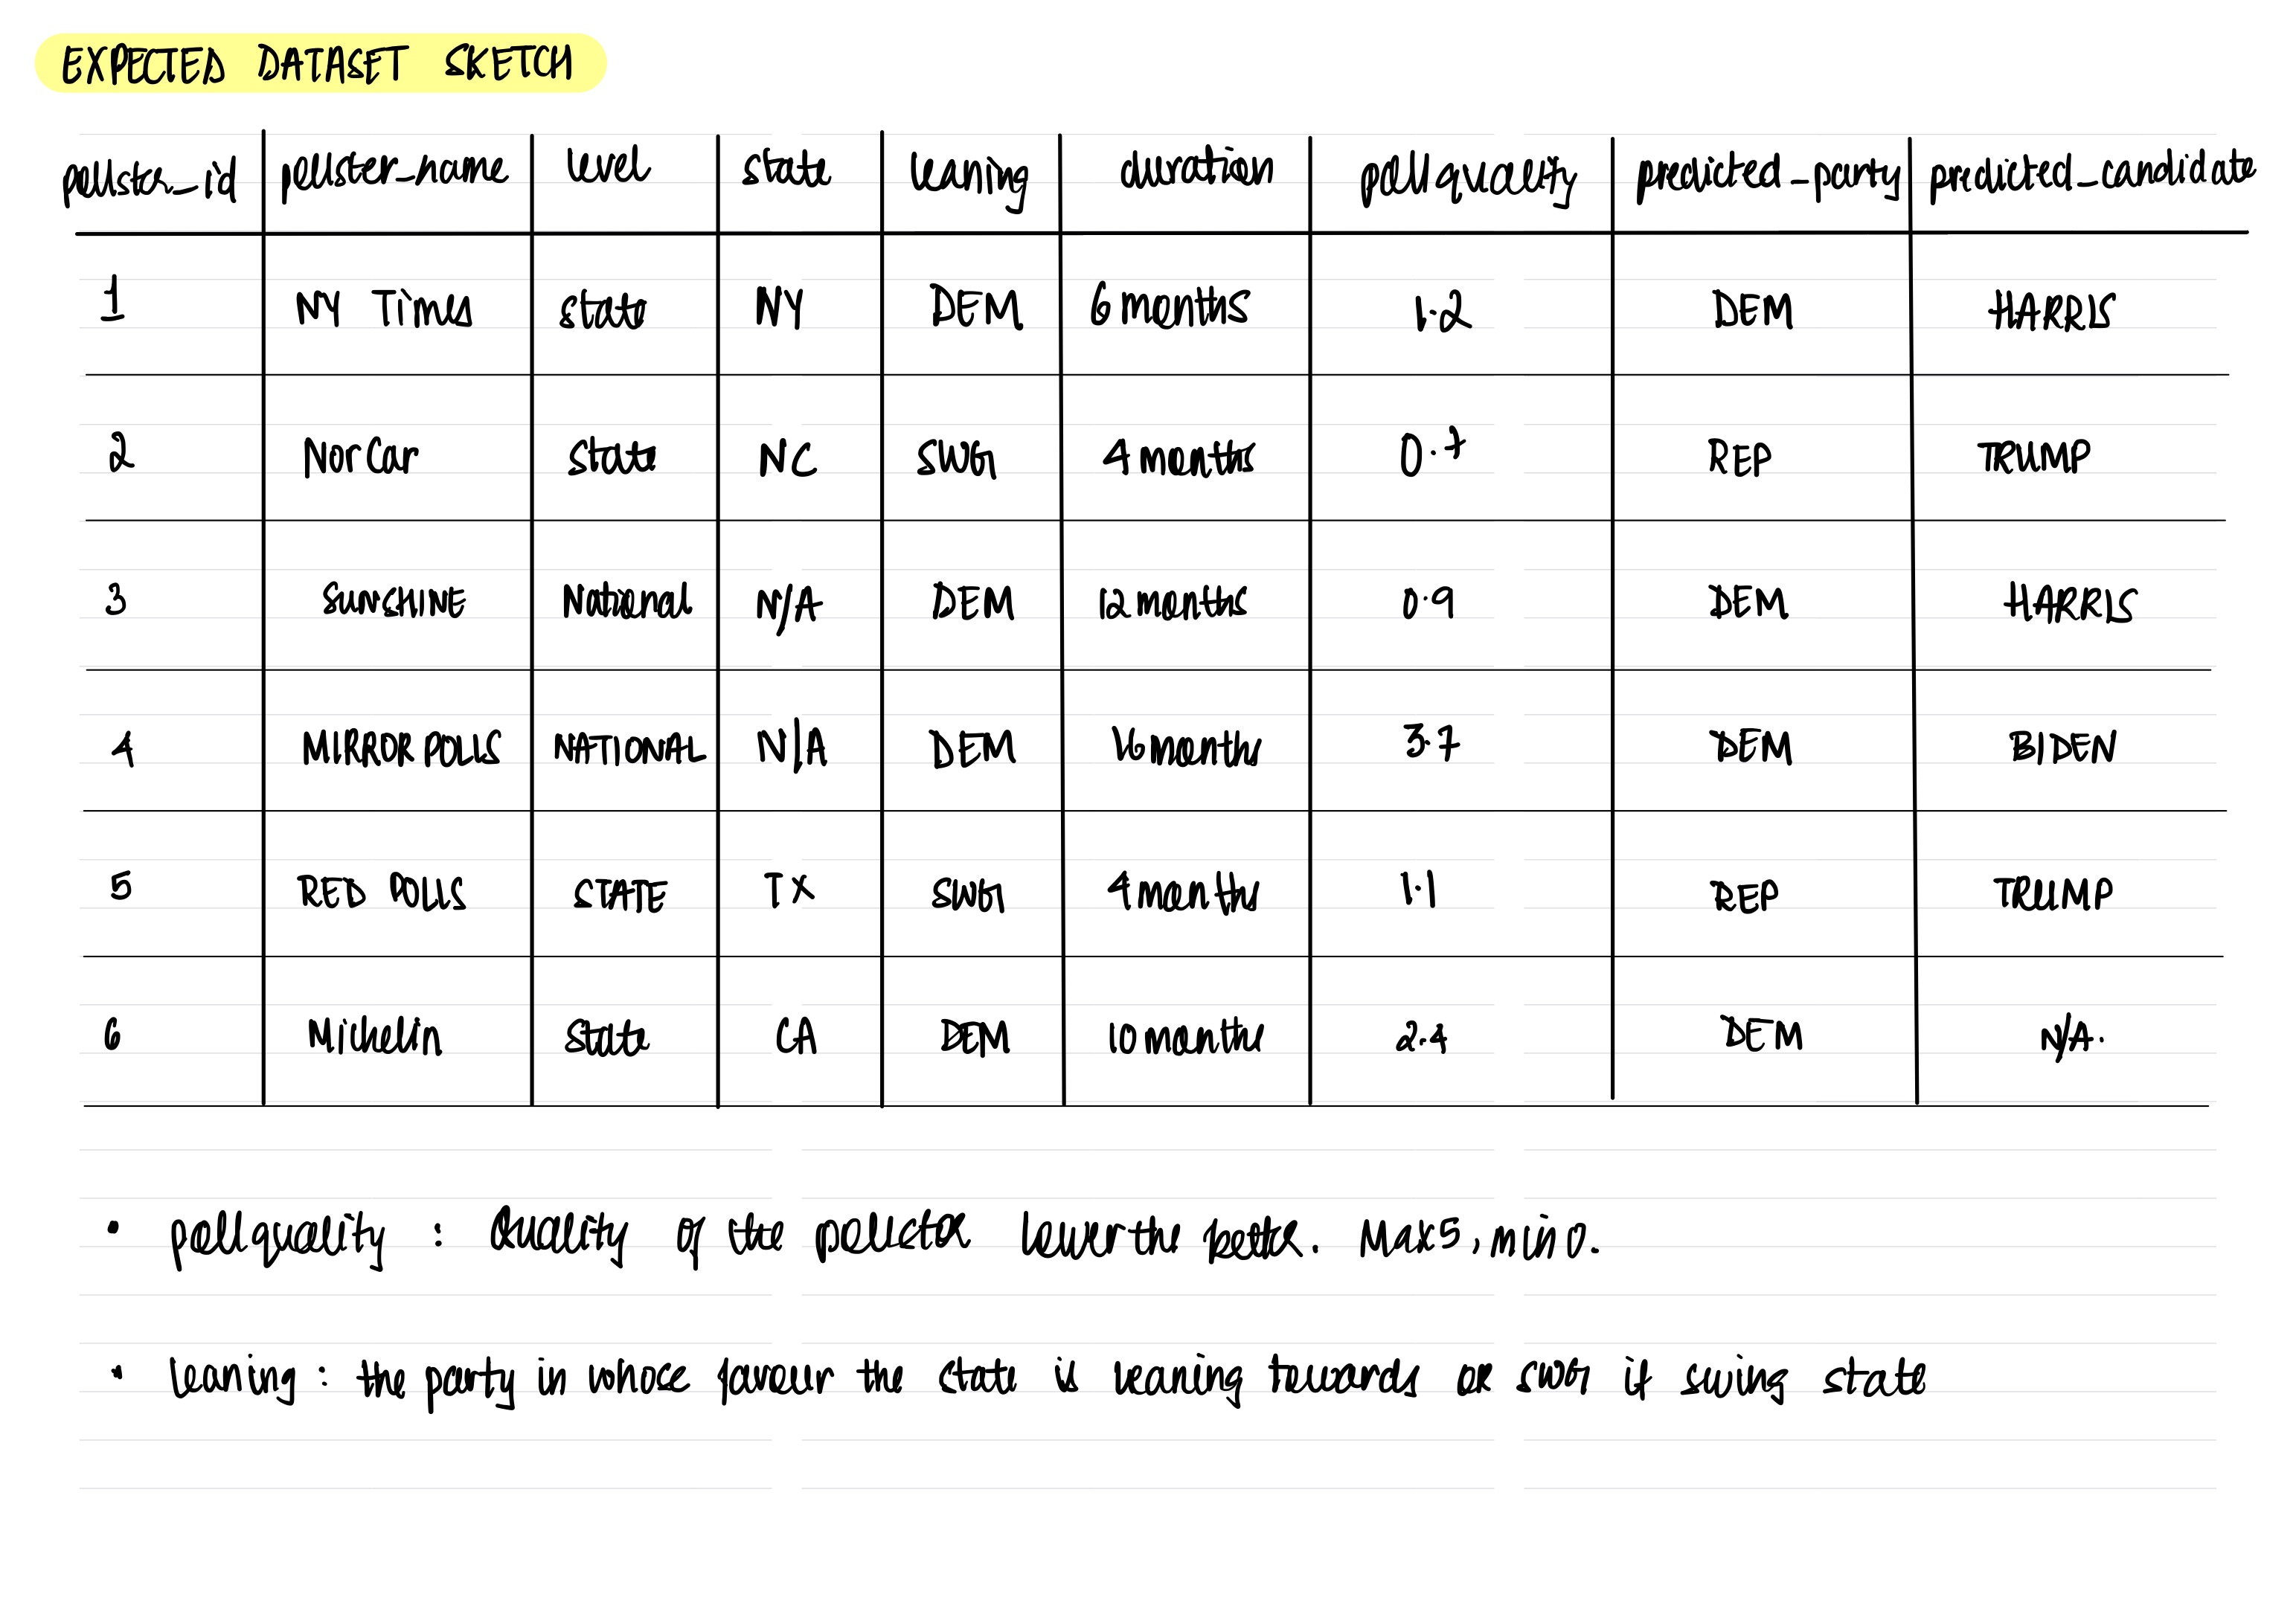 EXPECTED DATASET SKETCH
pollster_id pollster_name level state leaning duration pollquality predicted_party predicted_candidate
1 NY Times state NY DEM 6 months 1.2 DEM HARRIS
2 NorCar state NC SWG 4 months 0.7 REP TRUMP
3 SUNSHINE National N/A DEM 12 months 0.9 DEM HARRIS
4 MIRROR POLLS NATIONAL N/A DEM 16 months 3.7 DEM BIDEN
5 RED POLLS STATE TX SWG 4 months 1.1 REP TRUMP
6 Michelin state CA DEM 10 months 2.4 DEM N/A.
• pollquality : Quality of the lower the better. Max 5, min 0.
• leaning : the party in whose favour the state is leaning towards or SWG if swing state